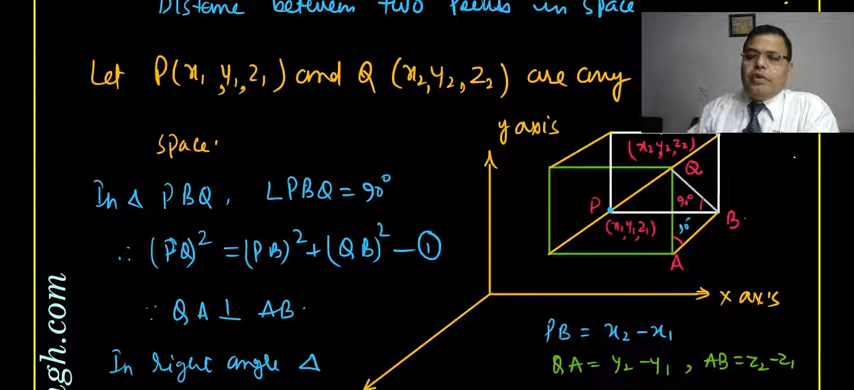 Distance between two points in space
Let P(x₁, y₁, z₁) and Q (x₂, y₂, z₂) are any
space.
In Δ PBQ, ∠PBQ = 90°
∴ (PQ)² = (PB)² + (QB)² — ①
∵ QA ⊥ AB.
In right angle Δ
y axis
(x₂, y₂, z₂)
Q
P
90°
B
(x₁, y₁, z₁)
90°
A
x axis
PB = x₂ - x₁
QA = y₂ - y₁ , AB = z₂ - z₁
gh.com